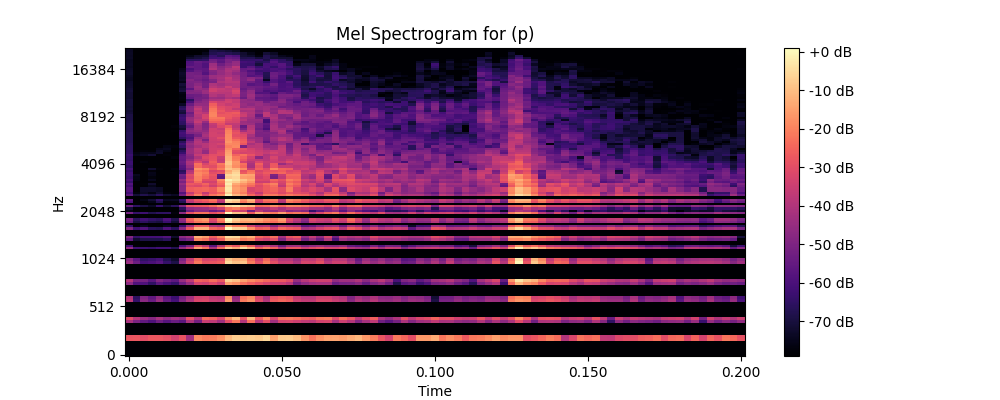 Mel Spectrogram for (p)
Hz
16384
8192
4096
2048
1024
512
0
0.000 0.050 0.100 0.150 0.200
Time
+0 dB
-10 dB
-20 dB
-30 dB
-40 dB
-50 dB
-60 dB
-70 dB